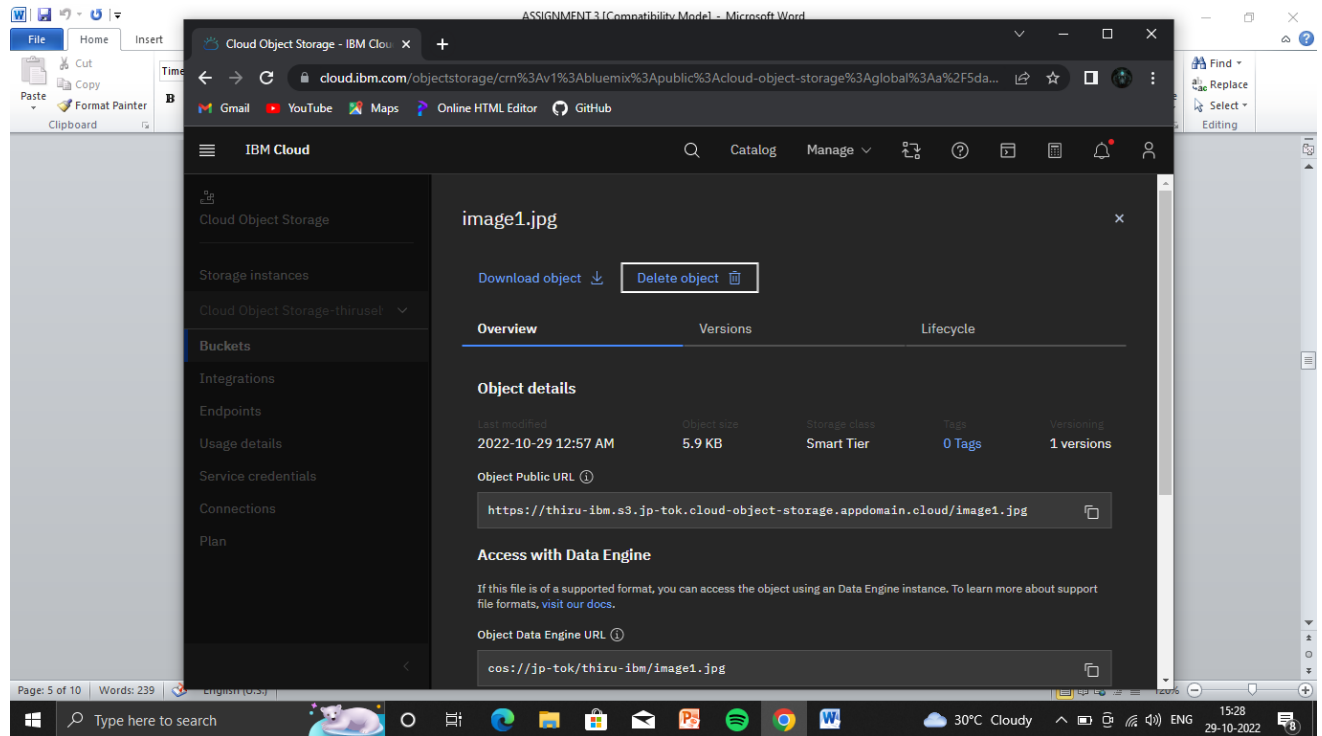 ASSIGNMENT 3 [Compatibility Mode] - Microsoft Word
File Home Insert
Cut
Copy
Format Painter
Paste
Clipboard
Time
B
Find
Replace
Select
Editing
Cloud Object Storage - IBM Clou
cloud.ibm.com/objectstorage/crn%3Av1%3Abluemix%3Apublic%3Acloud-object-storage%3Aglobal%3Aa%2F5da...
Gmail YouTube Maps Online HTML Editor GitHub
IBM Cloud Catalog Manage
Cloud Object Storage
Storage instances
Cloud Object Storage-thirusel
Buckets
Integrations
Endpoints
Usage details
Service credentials
Connections
Plan
image1.jpg
Download object Delete object
Overview Versions Lifecycle
Object details
Last modified Object size Storage class Tags Versioning
2022-10-29 12:57 AM 5.9 KB Smart Tier 0 Tags 1 versions
Object Public URL
https://thiru-ibm.s3.jp-tok.cloud-object-storage.appdomain.cloud/image1.jpg
Access with Data Engine
If this file is of a supported format, you can access the object using an Data Engine instance. To learn more about support
file formats, visit our docs.
Object Data Engine URL
cos://jp-tok/thiru-ibm/image1.jpg
Page: 5 of 10 Words: 239 English (U.S.) 120%
Type here to search
30°C Cloudy ENG
15:28
29-10-2022
8